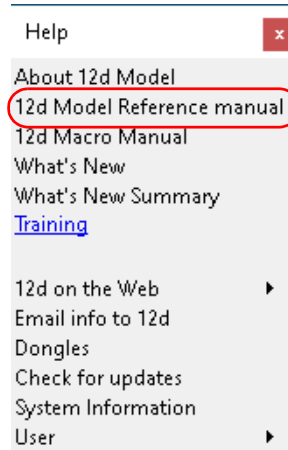 Help
x
About 12d Model
12d Model Reference manual
12d Macro Manual
What's New
What's New Summary
Training
12d on the Web
Email info to 12d
Dongles
Check for updates
System Information
User